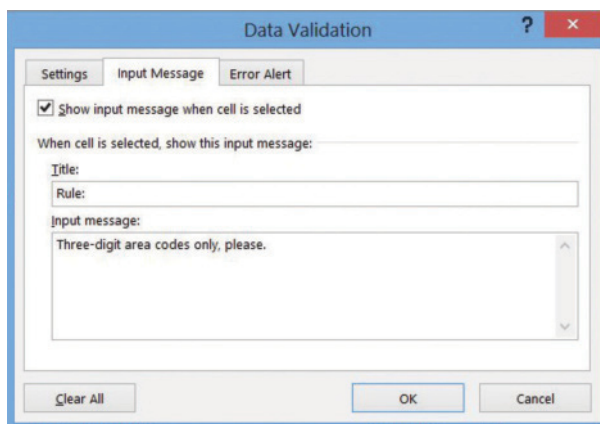 Data Validation
? ×
Settings Input Message Error Alert
Show input message when cell is selected
When cell is selected, show this input message:
Title:
Rule:
Input message:
Three-digit area codes only, please.
Clear All OK Cancel